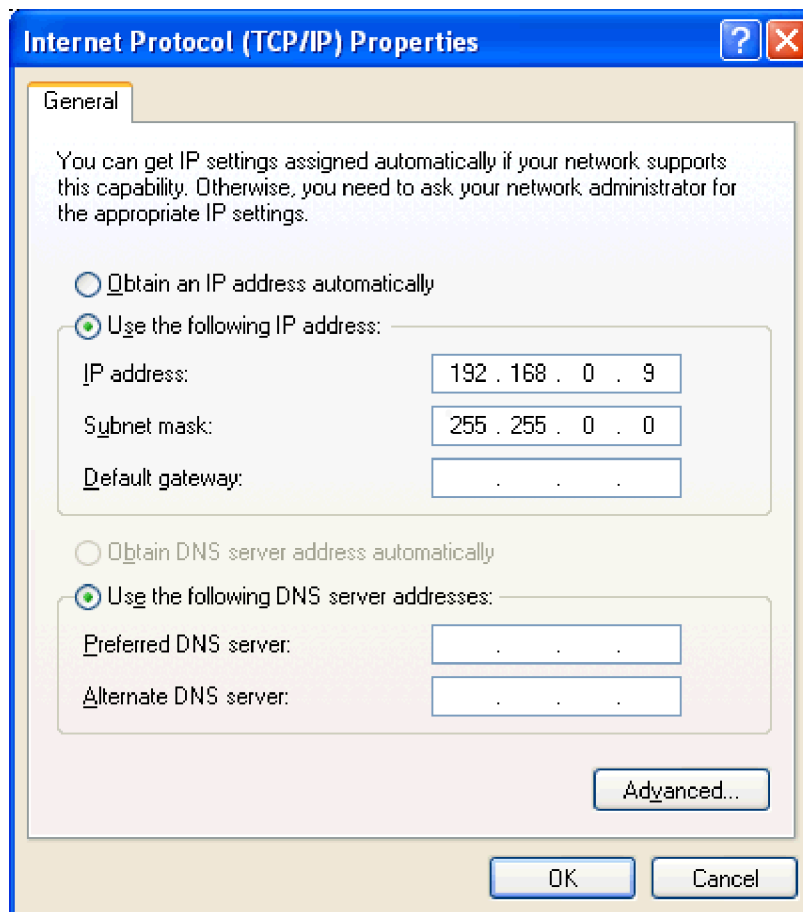 Internet Protocol (TCP/IP) Properties
General
You can get IP settings assigned automatically if your network supports
this capability. Otherwise, you need to ask your network administrator for
the appropriate IP settings.
Obtain an IP address automatically
Use the following IP address:
IP address: 192 . 168 . 0 . 9
Subnet mask: 255 . 255 . 0 . 0
Default gateway: . . .
Obtain DNS server address automatically
Use the following DNS server addresses:
Preferred DNS server: . . .
Alternate DNS server: . . .
Advanced...
OK Cancel